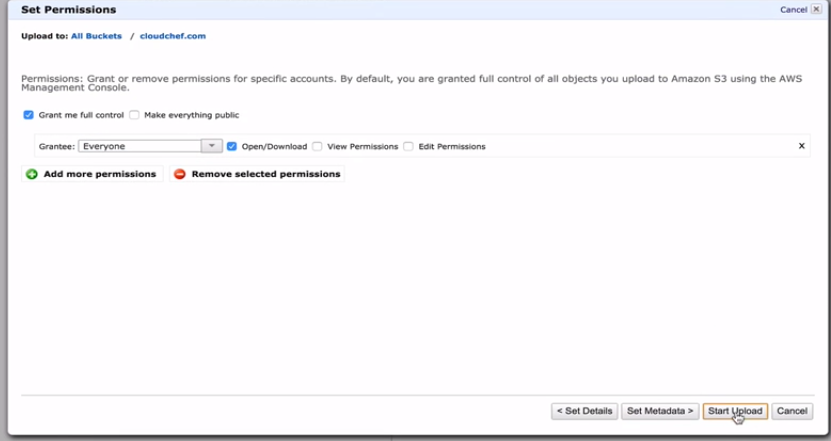 Set Permissions
Cancel x
Upload to: All Buckets / cloudchef.com
Permissions: Grant or remove permissions for specific accounts. By default, you are granted full control of all objects you upload to Amazon S3 using the AWS
Management Console.
Grant me full control Make everything public
Grantee: Everyone Open/Download View Permissions Edit Permissions x
Add more permissions Remove selected permissions
< Set Details Set Metadata > Start Upload Cancel